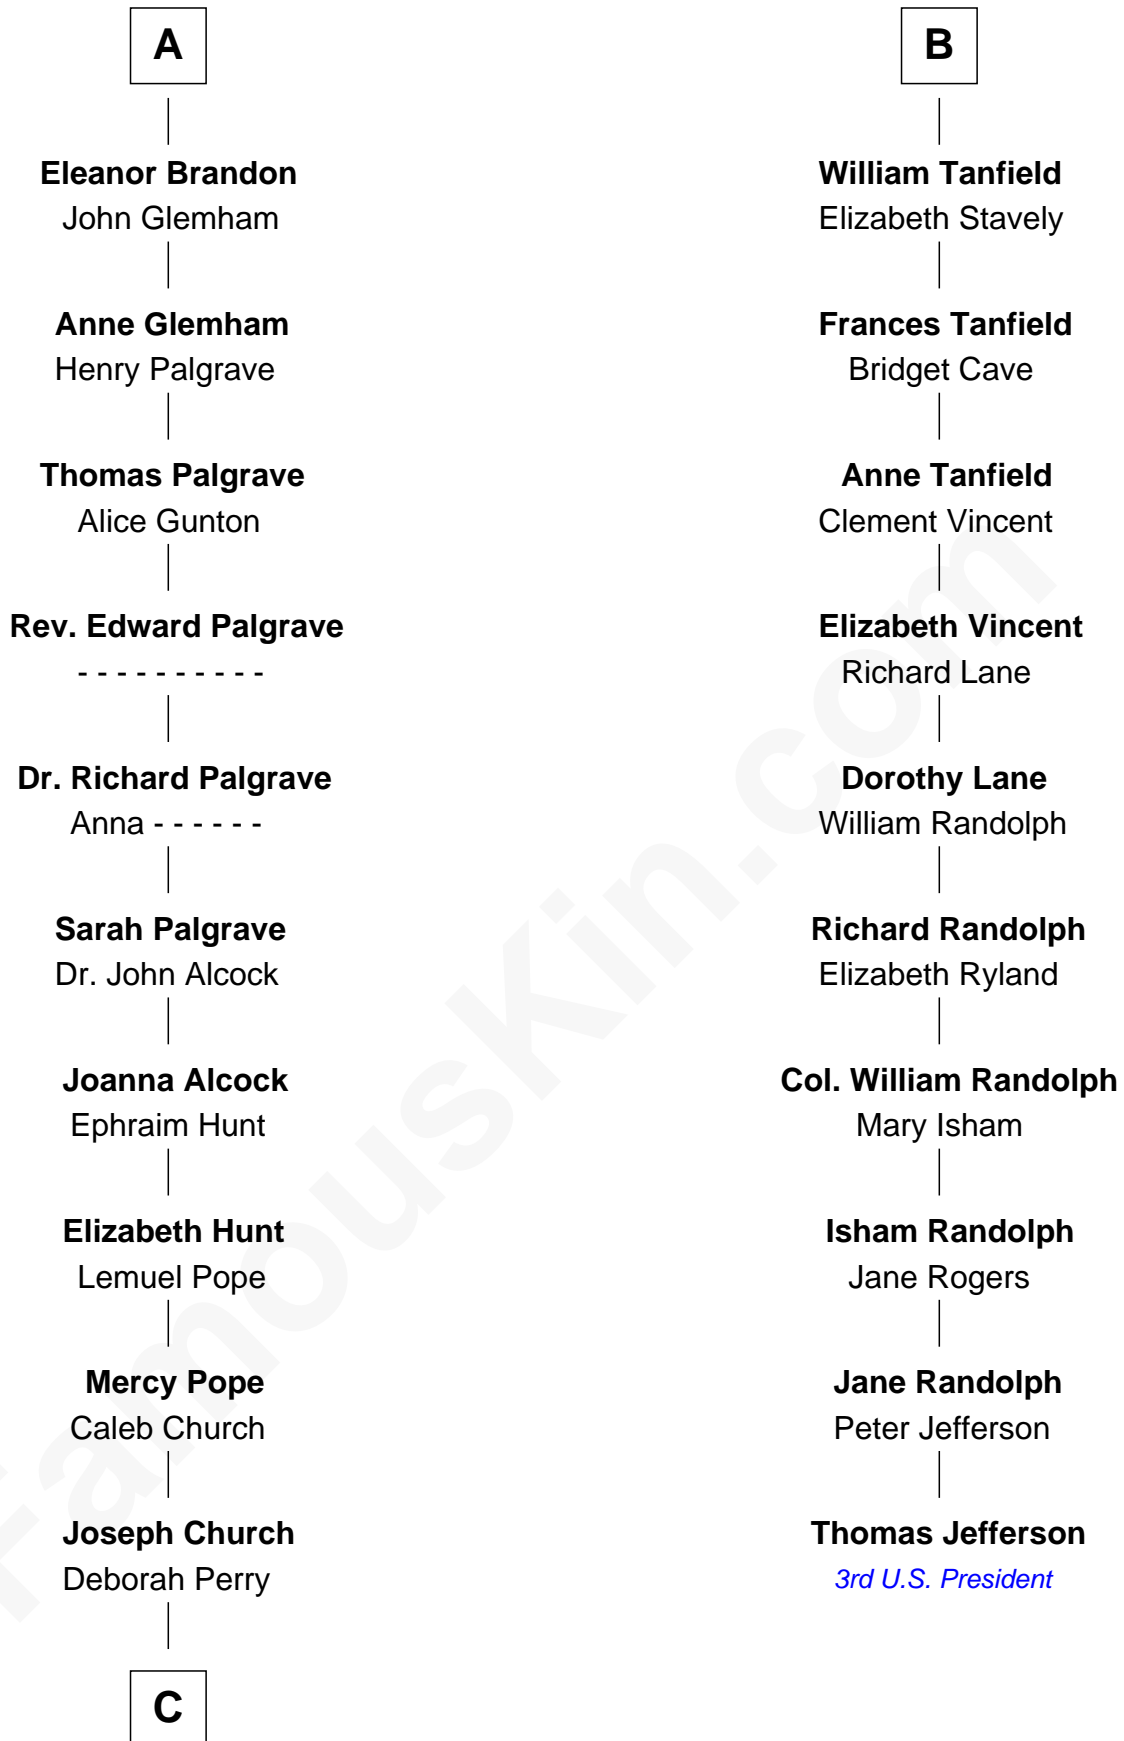 A
Eleanor Brandon
John Glemham
Anne Glemham
Henry Palgrave
Thomas Palgrave
Alice Gunton
Rev. Edward Palgrave
- - - - - - - - - -
Dr. Richard Palgrave
Anna - - - - - -
Sarah Palgrave
Dr. John Alcock
Joanna Alcock
Ephraim Hunt
Elizabeth Hunt
Lemuel Pope
Mercy Pope
Caleb Church
Joseph Church
Deborah Perry
C
B
William Tanfield
Elizabeth Stavely
Frances Tanfield
Bridget Cave
Anne Tanfield
Clement Vincent
Elizabeth Vincent
Richard Lane
Dorothy Lane
William Randolph
Richard Randolph
Elizabeth Ryland
Col. William Randolph
Mary Isham
Isham Randolph
Jane Rogers
Jane Randolph
Peter Jefferson
Thomas Jefferson
3rd U.S. President
FamousKin.com